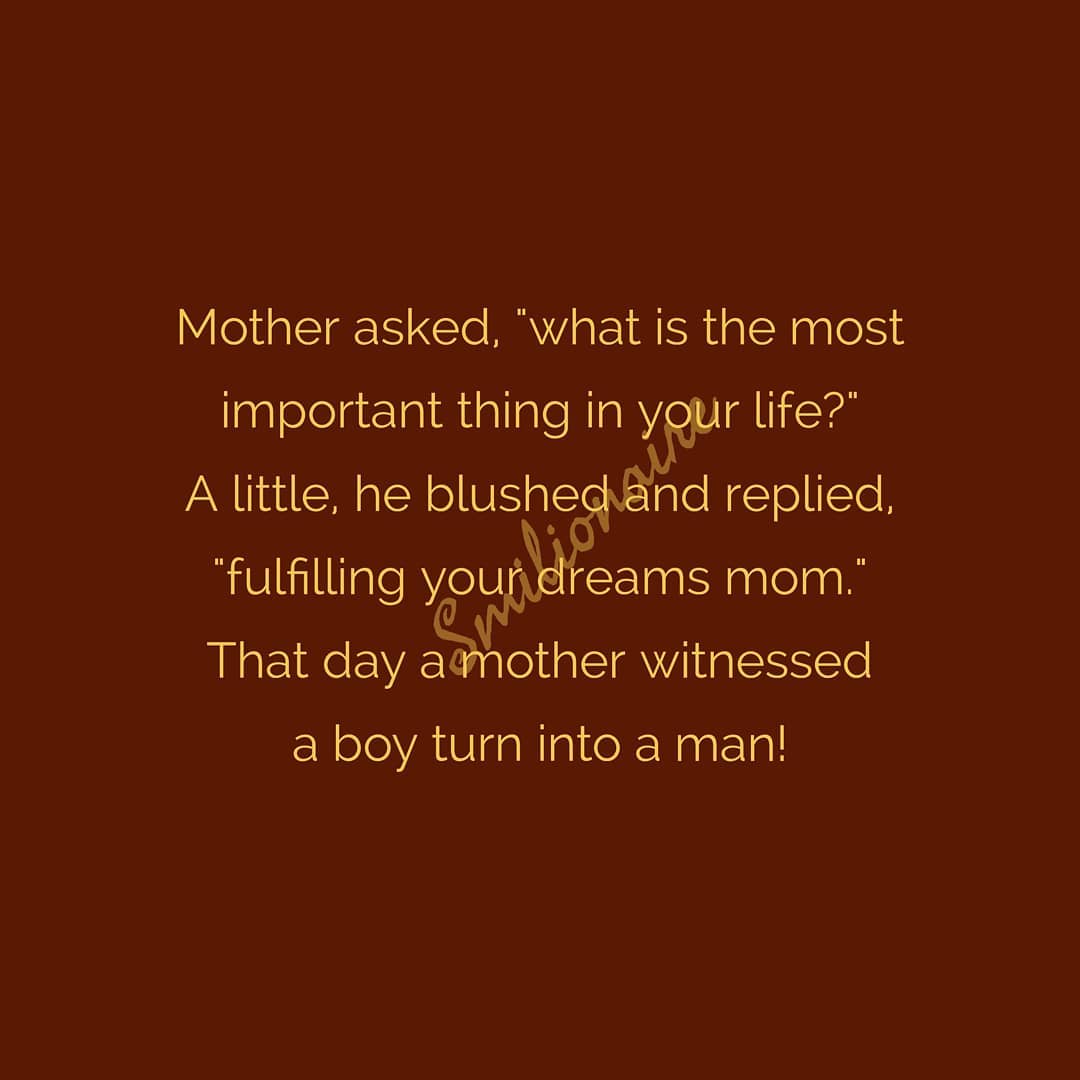 Mother asked, "what is the most
important thing in your life?"
A little, he blushed and replied,
"fulfilling your dreams mom."
That day a mother witnessed
a boy turn into a man!
Smilionaire